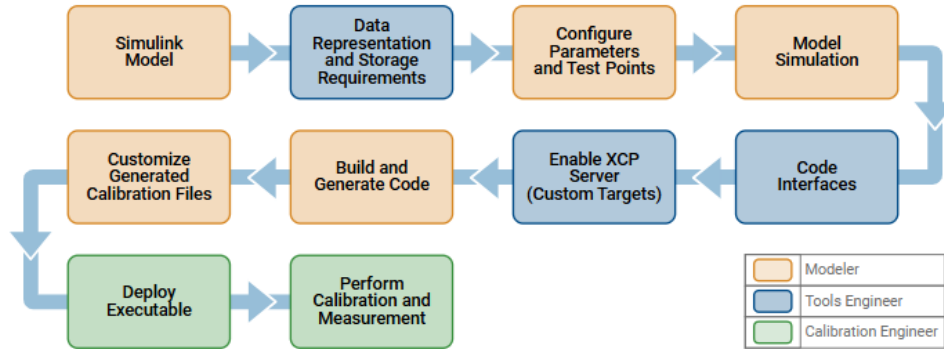 Simulink
Model
Data
Representation
and Storage
Requirements
Configure
Parameters
and Test Points
Model
Simulation
Customize
Generated
Calibration Files
Build and
Generate Code
Enable XCP
Server
(Custom Targets)
Code
Interfaces
Deploy
Executable
Perform
Calibration and
Measurement
Modeler
Tools Engineer
Calibration Engineer